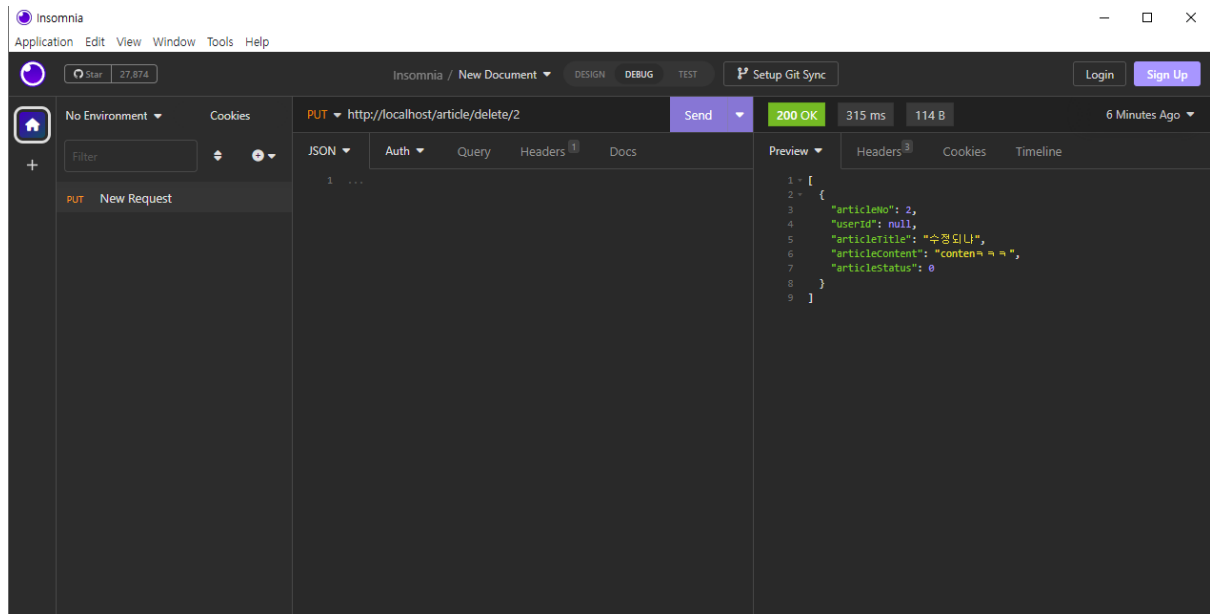 Insomnia
Application Edit View Window Tools Help
Star 27,874 Insomnia / New Document DESIGN DEBUG TEST Setup Git Sync Login Sign Up
No Environment Cookies PUT http://localhost/article/delete/2 Send 200 OK 315 ms 114 B 6 Minutes Ago
Filter JSON Auth Query Headers 1 Docs Preview Headers 3 Cookies Timeline
PUT New Request
1 ...
1 [
2 {
3 "articleNo": 2,
4 "userId": null,
5 "articleTitle": "수정되나",
6 "articleContent": "contenㅋㅋㅋ",
7 "articleStatus": 0
8 }
9 ]